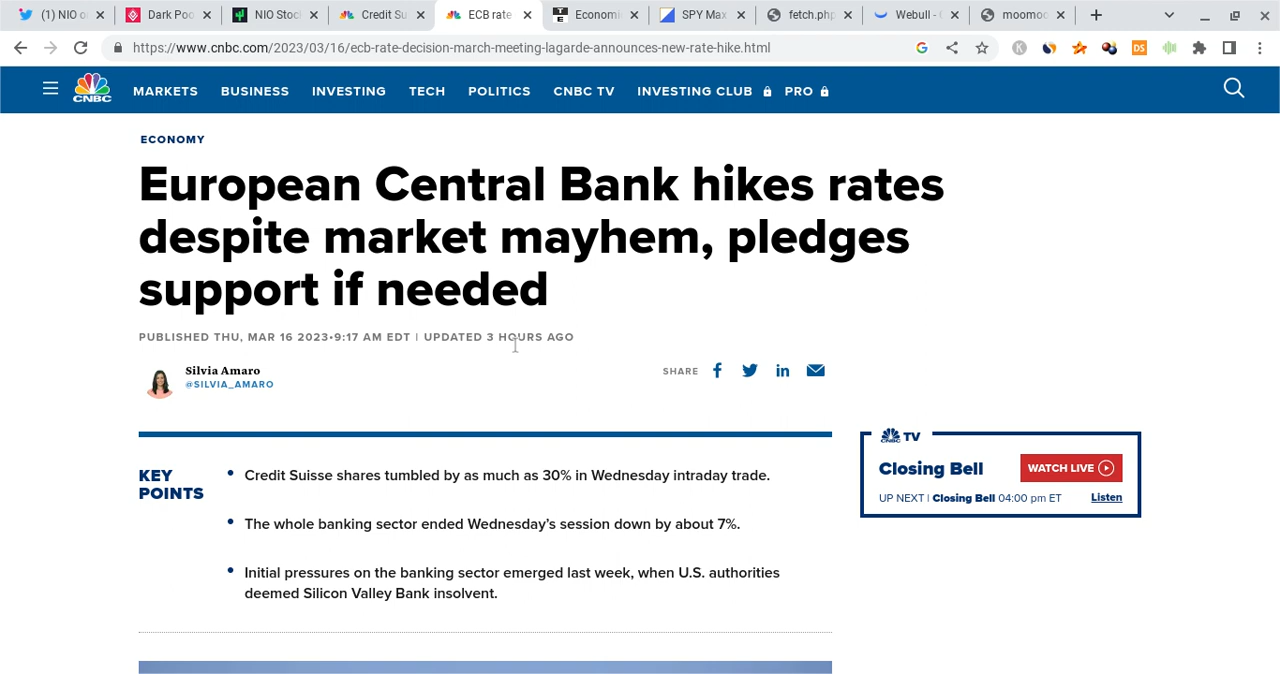 (1) NIO o
Dark Poo
NIO Stoc
Credit Su
ECB rate
Economi
SPY Max
fetch.php
Webull -
moomoo
https://www.cnbc.com/2023/03/16/ecb-rate-decision-march-meeting-lagarde-announces-new-rate-hike.html
CNBC
MARKETS BUSINESS INVESTING TECH POLITICS CNBC TV INVESTING CLUB PRO
ECONOMY
European Central Bank hikes rates
despite market mayhem, pledges
support if needed
PUBLISHED THU, MAR 16 2023•9:17 AM EDT | UPDATED 3 HOURS AGO
Silvia Amaro
@SILVIA_AMARO
SHARE
KEY
POINTS
• Credit Suisse shares tumbled by as much as 30% in Wednesday intraday trade.
• The whole banking sector ended Wednesday’s session down by about 7%.
• Initial pressures on the banking sector emerged last week, when U.S. authorities
deemed Silicon Valley Bank insolvent.
CNBC TV
Closing Bell
WATCH LIVE
UP NEXT | Closing Bell 04:00 pm ET
Listen